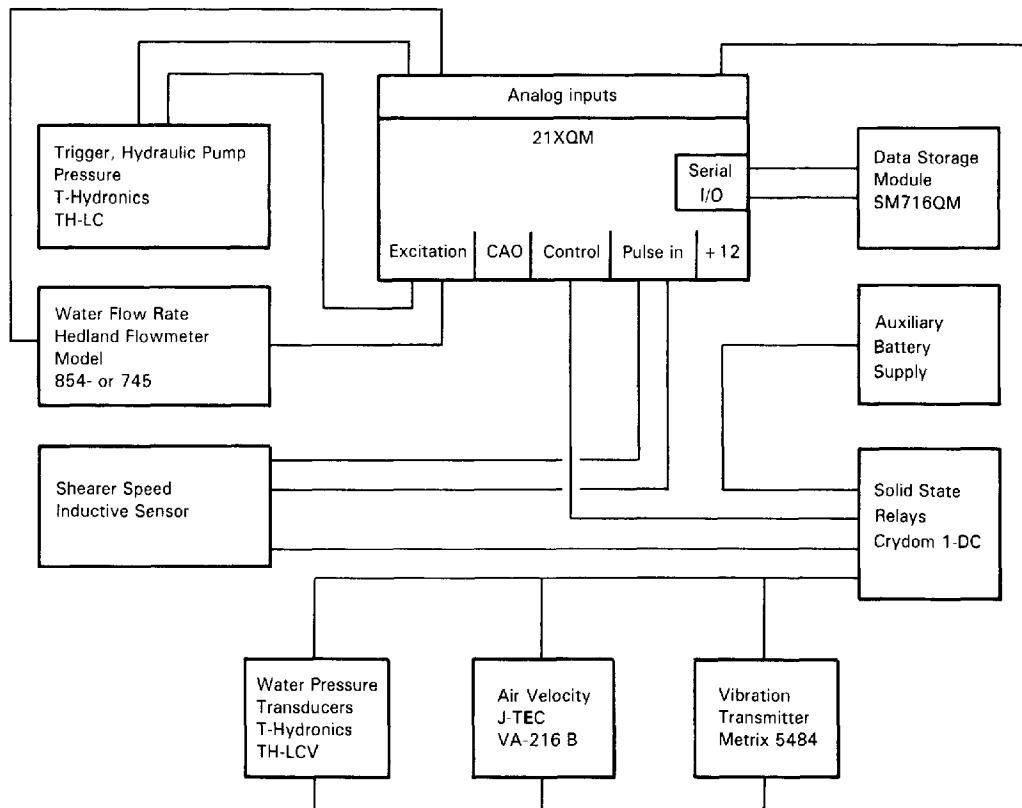 Analog inputs
21XQM
Serial
I/O
Excitation
CAO
Control
Pulse in
+12
Trigger, Hydraulic Pump
Pressure
T-Hydronics
TH-LC
Data Storage
Module
SM716QM
Water Flow Rate
Hedland Flowmeter
Model
854- or 745
Auxiliary
Battery
Supply
Shearer Speed
Inductive Sensor
Solid State
Relays
Crydom 1-DC
Water Pressure
Transducers
T-Hydronics
TH-LCV
Air Velocity
J-TEC
VA-216 B
Vibration
Transmitter
Metrix 5484